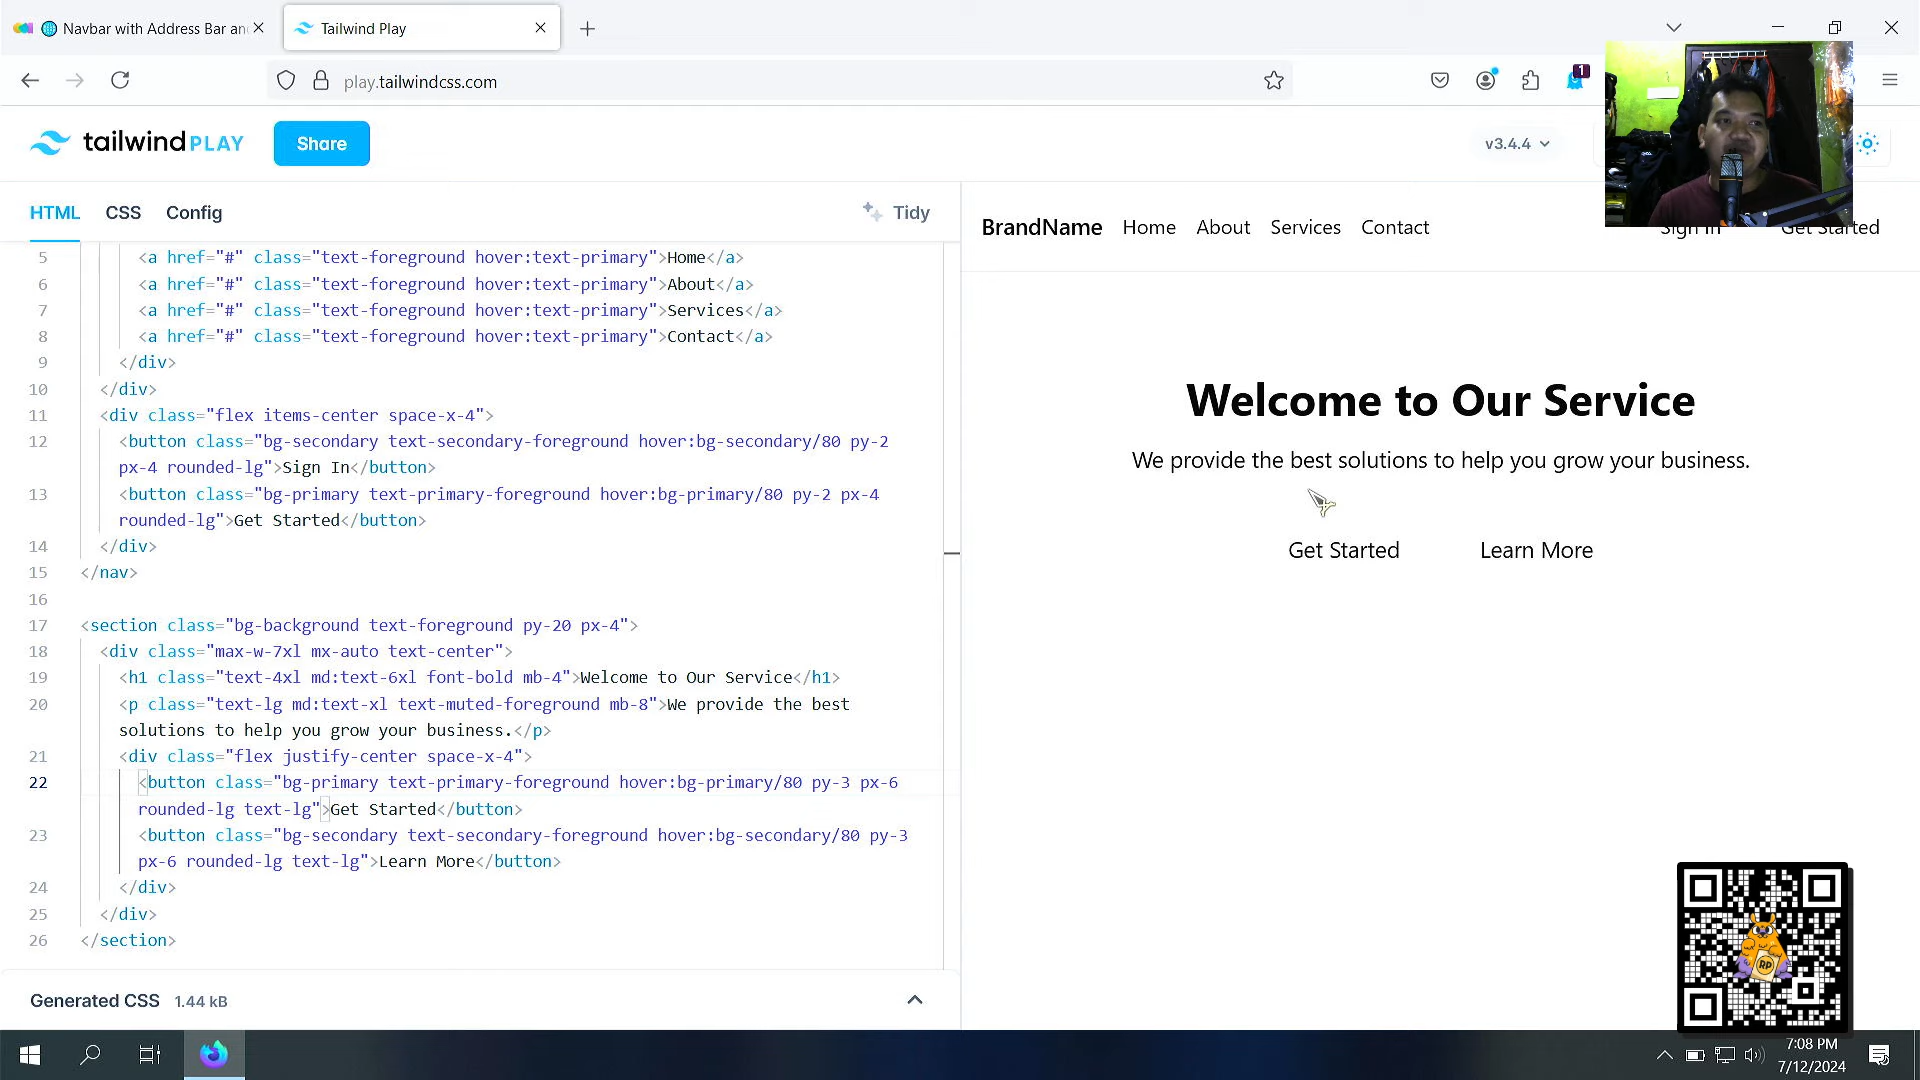 Navbar with Address Bar an
Tailwind Play
play.tailwindcss.com
1
tailwind PLAY
Share
v3.4.4
HTML
CSS
Config
Tidy
5 <a href="#" class="text-foreground hover:text-primary">Home</a>
6 <a href="#" class="text-foreground hover:text-primary">About</a>
7 <a href="#" class="text-foreground hover:text-primary">Services</a>
8 <a href="#" class="text-foreground hover:text-primary">Contact</a>
9 </div>
10 </div>
11 <div class="flex items-center space-x-4">
12 <button class="bg-secondary text-secondary-foreground hover:bg-secondary/80 py-2
px-4 rounded-lg">Sign In</button>
13 <button class="bg-primary text-primary-foreground hover:bg-primary/80 py-2 px-4
rounded-lg">Get Started</button>
14 </div>
15 </nav>
16
17 <section class="bg-background text-foreground py-20 px-4">
18 <div class="max-w-7xl mx-auto text-center">
19 <h1 class="text-4xl md:text-6xl font-bold mb-4">Welcome to Our Service</h1>
20 <p class="text-lg md:text-xl text-muted-foreground mb-8">We provide the best
solutions to help you grow your business.</p>
21 <div class="flex justify-center space-x-4">
22 <button class="bg-primary text-primary-foreground hover:bg-primary/80 py-3 px-6
rounded-lg text-lg">Get Started</button>
23 <button class="bg-secondary text-secondary-foreground hover:bg-secondary/80 py-3
px-6 rounded-lg text-lg">Learn More</button>
24 </div>
25 </div>
26 </section>
Generated CSS 1.44 kB
BrandName Home About Services Contact
Sign In Get Started
Welcome to Our Service
We provide the best solutions to help you grow your business.
Get Started Learn More
RP
7:08 PM
7/12/2024